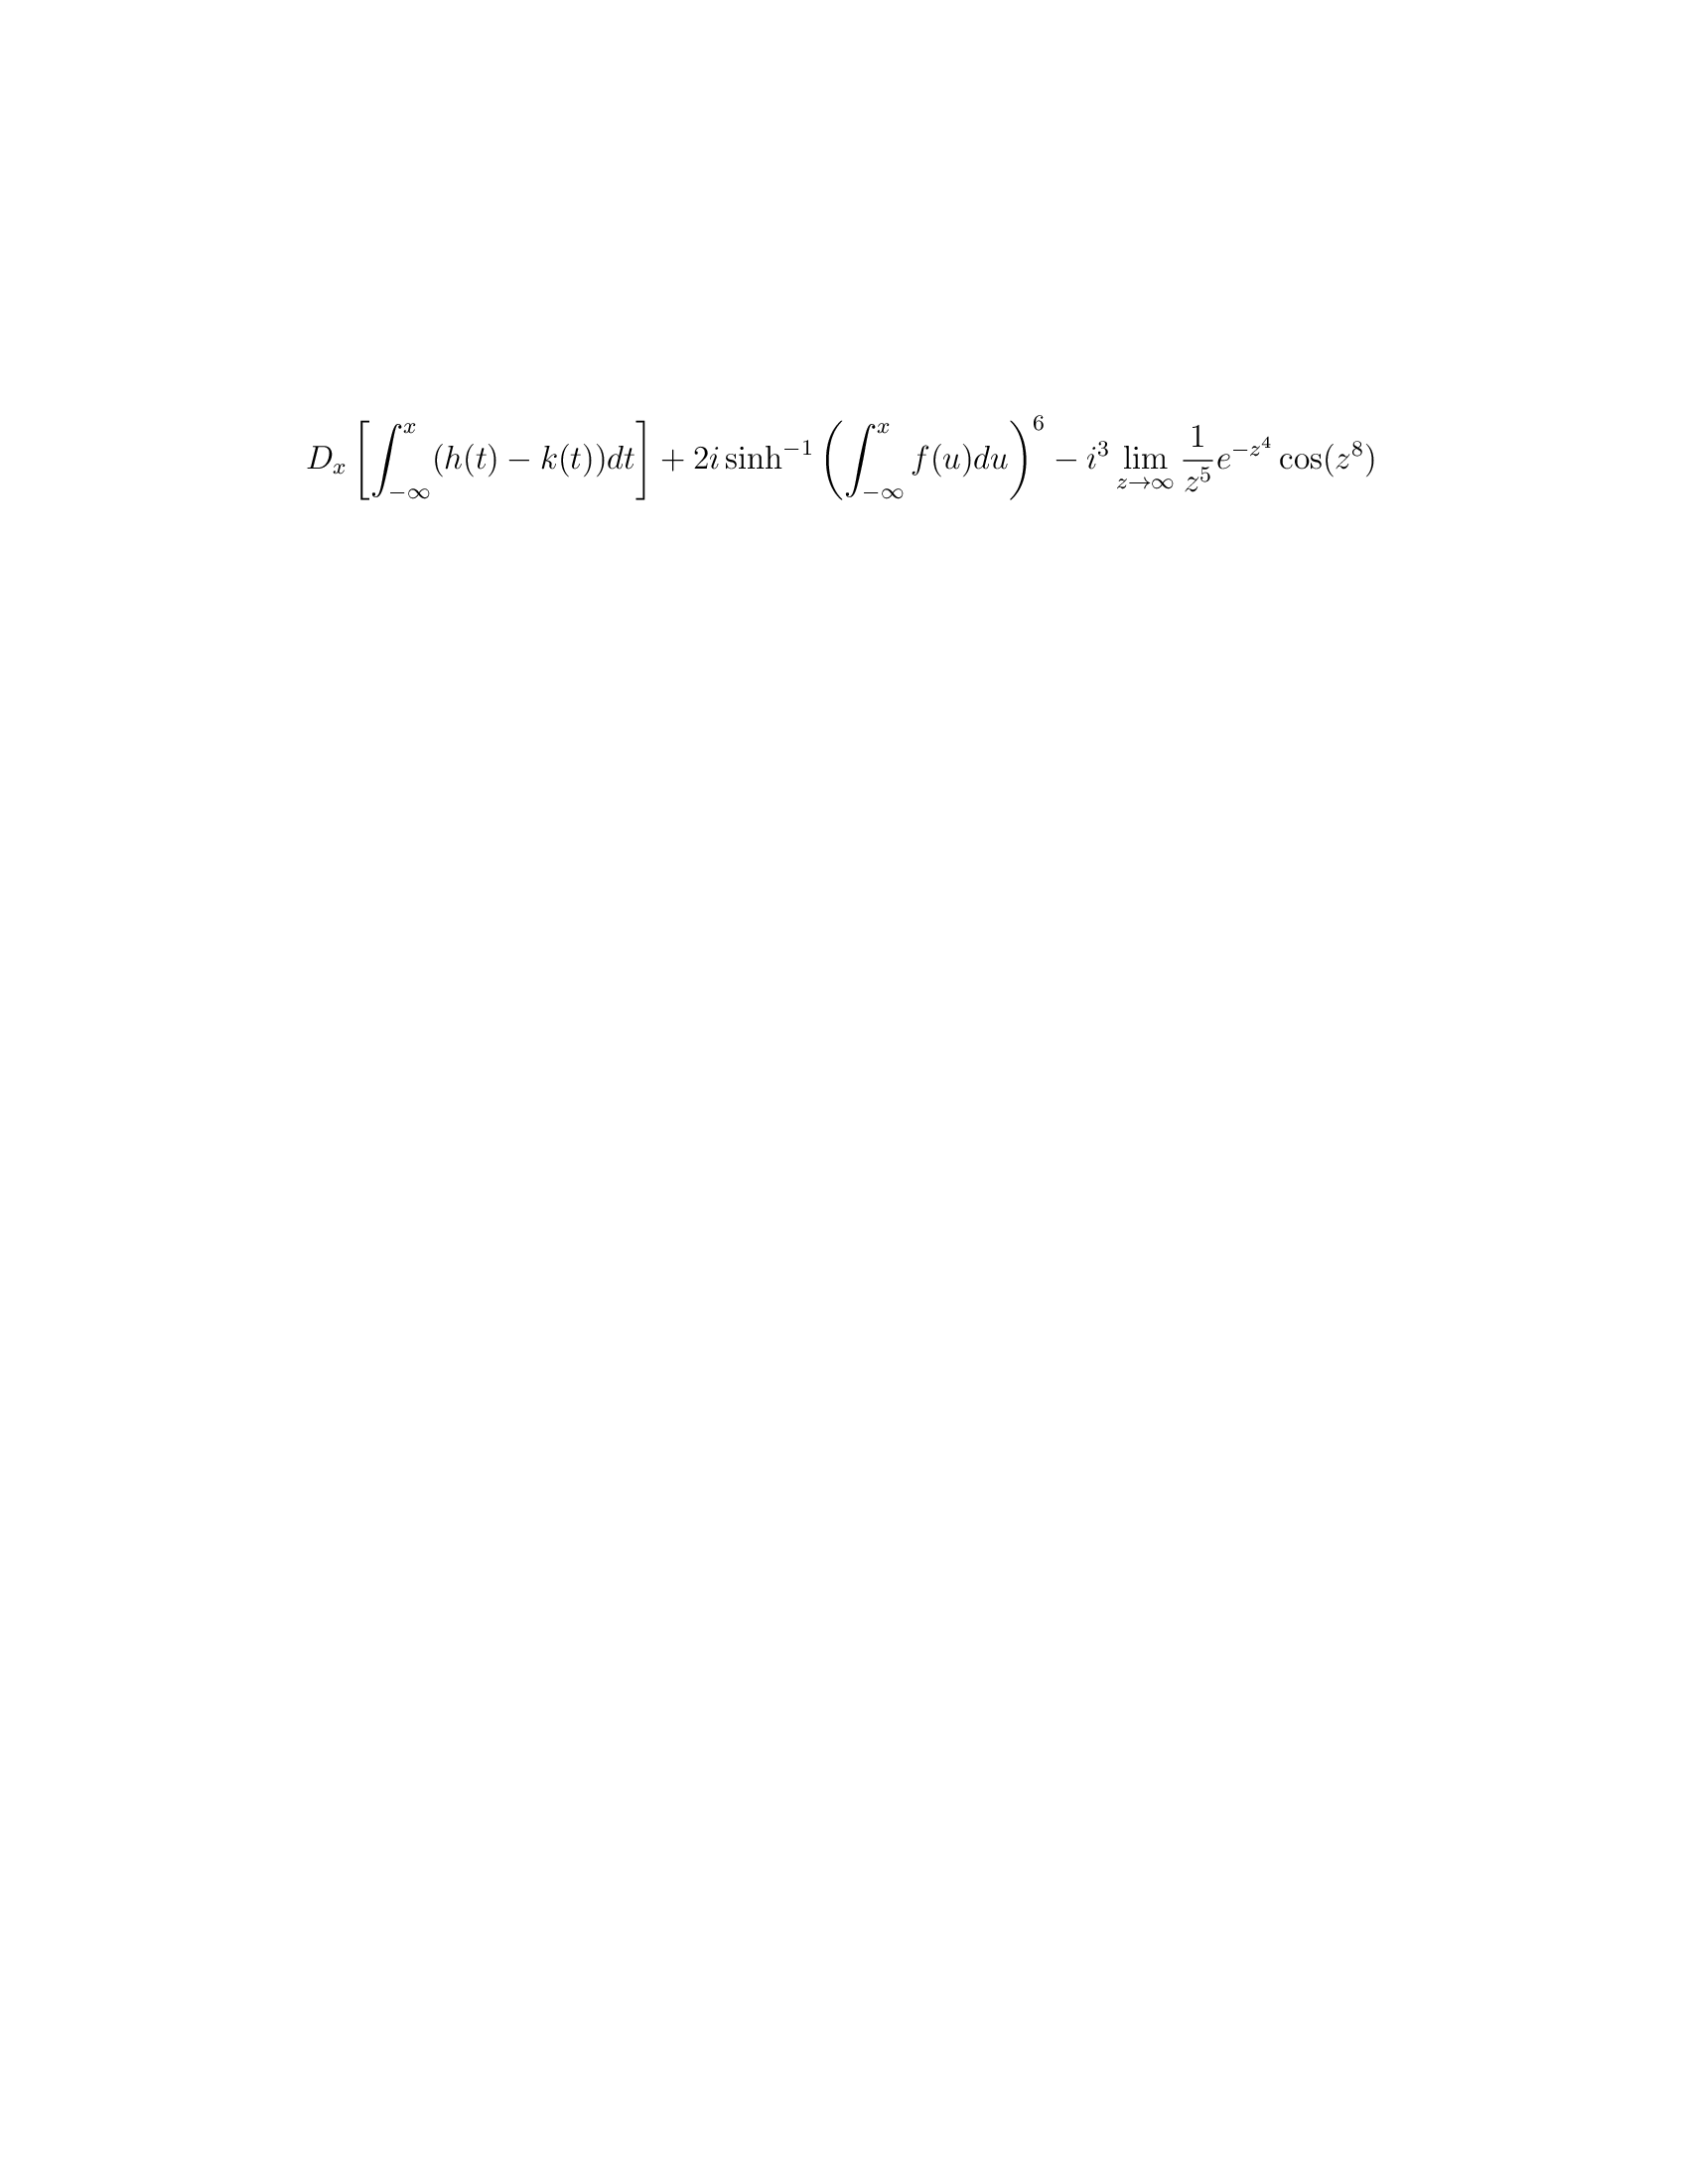 $D_x \left[ \int_{-\infty}^{x} (h(t) - k(t))dt \right] + 2i \sinh^{-1} \left( \int_{-\infty}^{x} f(u)du \right)^6 - i^3 \lim_{z \to \infty} \frac{1}{z^5} e^{-z^4} \cos(z^8)$